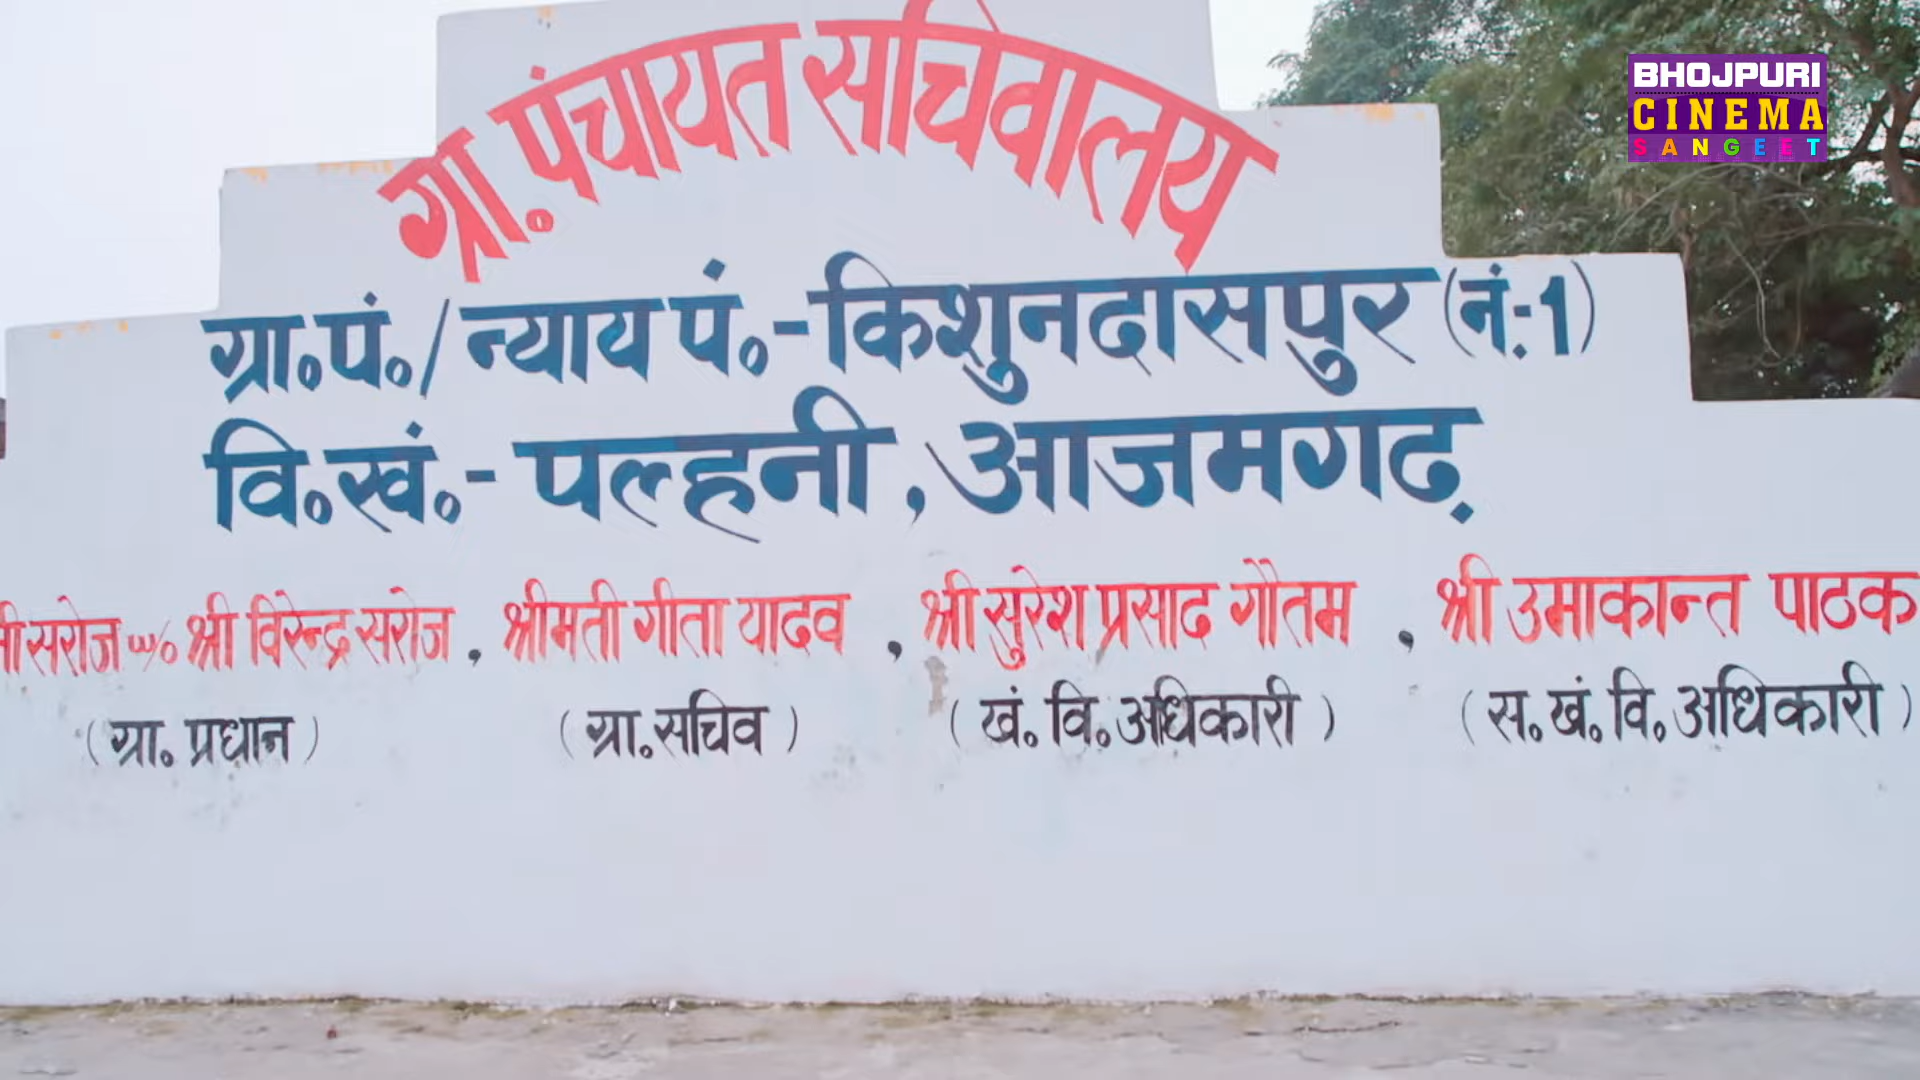 ग्रा. पंचायत सचिवालय
ग्रा॰पं॰/न्याय पं॰-किशुनदासपुर (नं.-1)
वि॰खं॰-पल्हनी, आजमगढ़
सरोज w/o श्री विरेन्द्र सरोज, श्रीमती गीता यादव, श्री सुरेश प्रसाद गौतम, श्री उमाकान्त पाठक
(ग्रा॰ प्रधान) (ग्रा॰सचिव) (खं॰ वि॰अधिकारी) (स॰खं॰वि॰अधिकारी)
BHOJPURI
CINEMA
SANGEET